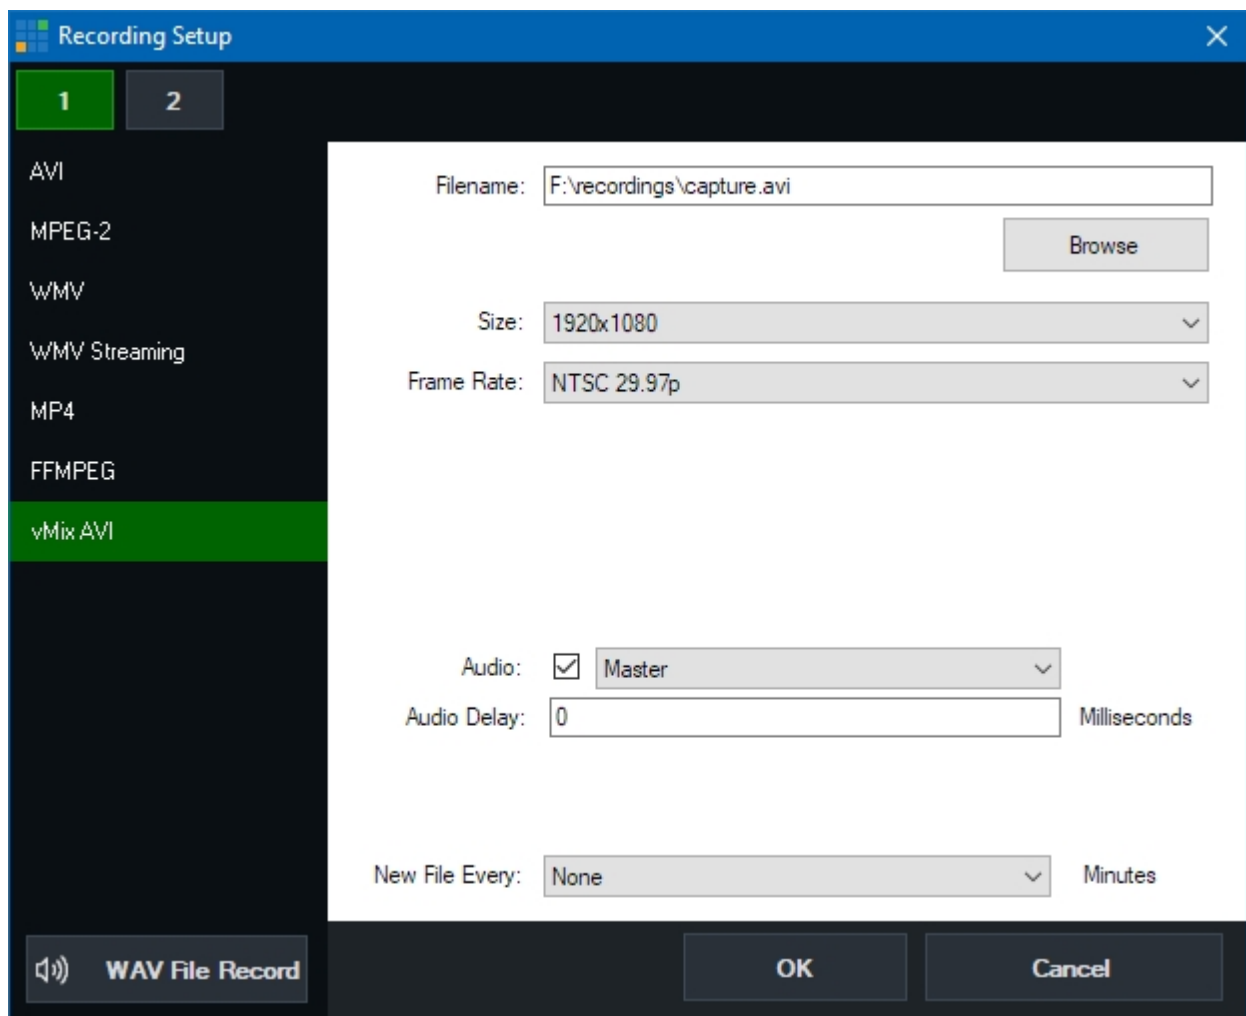 Recording Setup
1 2
AVI
MPEG-2
WMV
WMV Streaming
MP4
FFMPEG
vMix AVI
WAV File Record
Filename: F:\recordings\capture.avi
Browse
Size: 1920x1080
Frame Rate: NTSC 29.97p
Audio: Master
Audio Delay: 0 Milliseconds
New File Every: None Minutes
OK Cancel